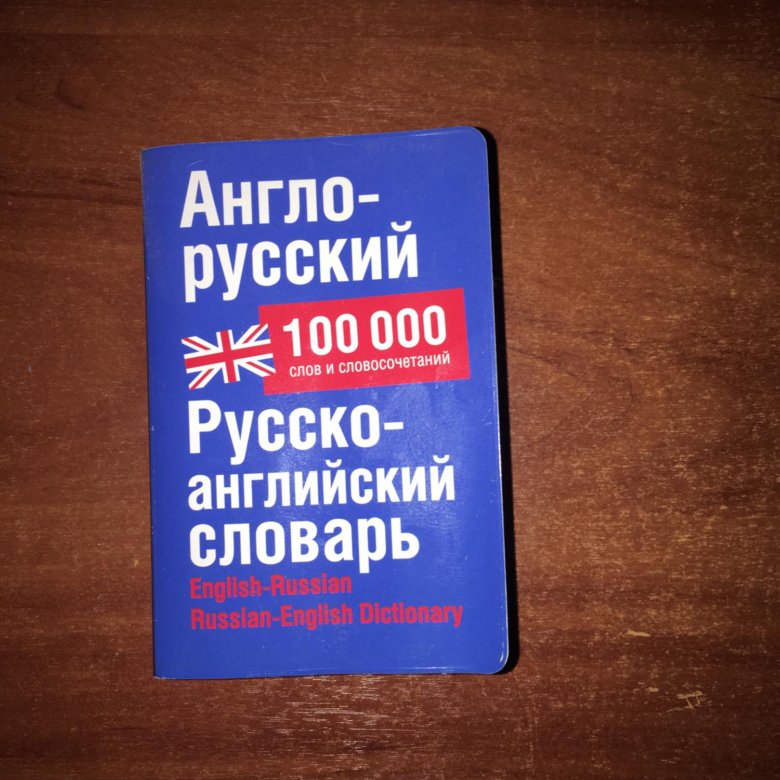 Англо-
русский
100 000
слов и словосочетаний
Русско-
английский
словарь
English-Russian
Russian-English Dictionary